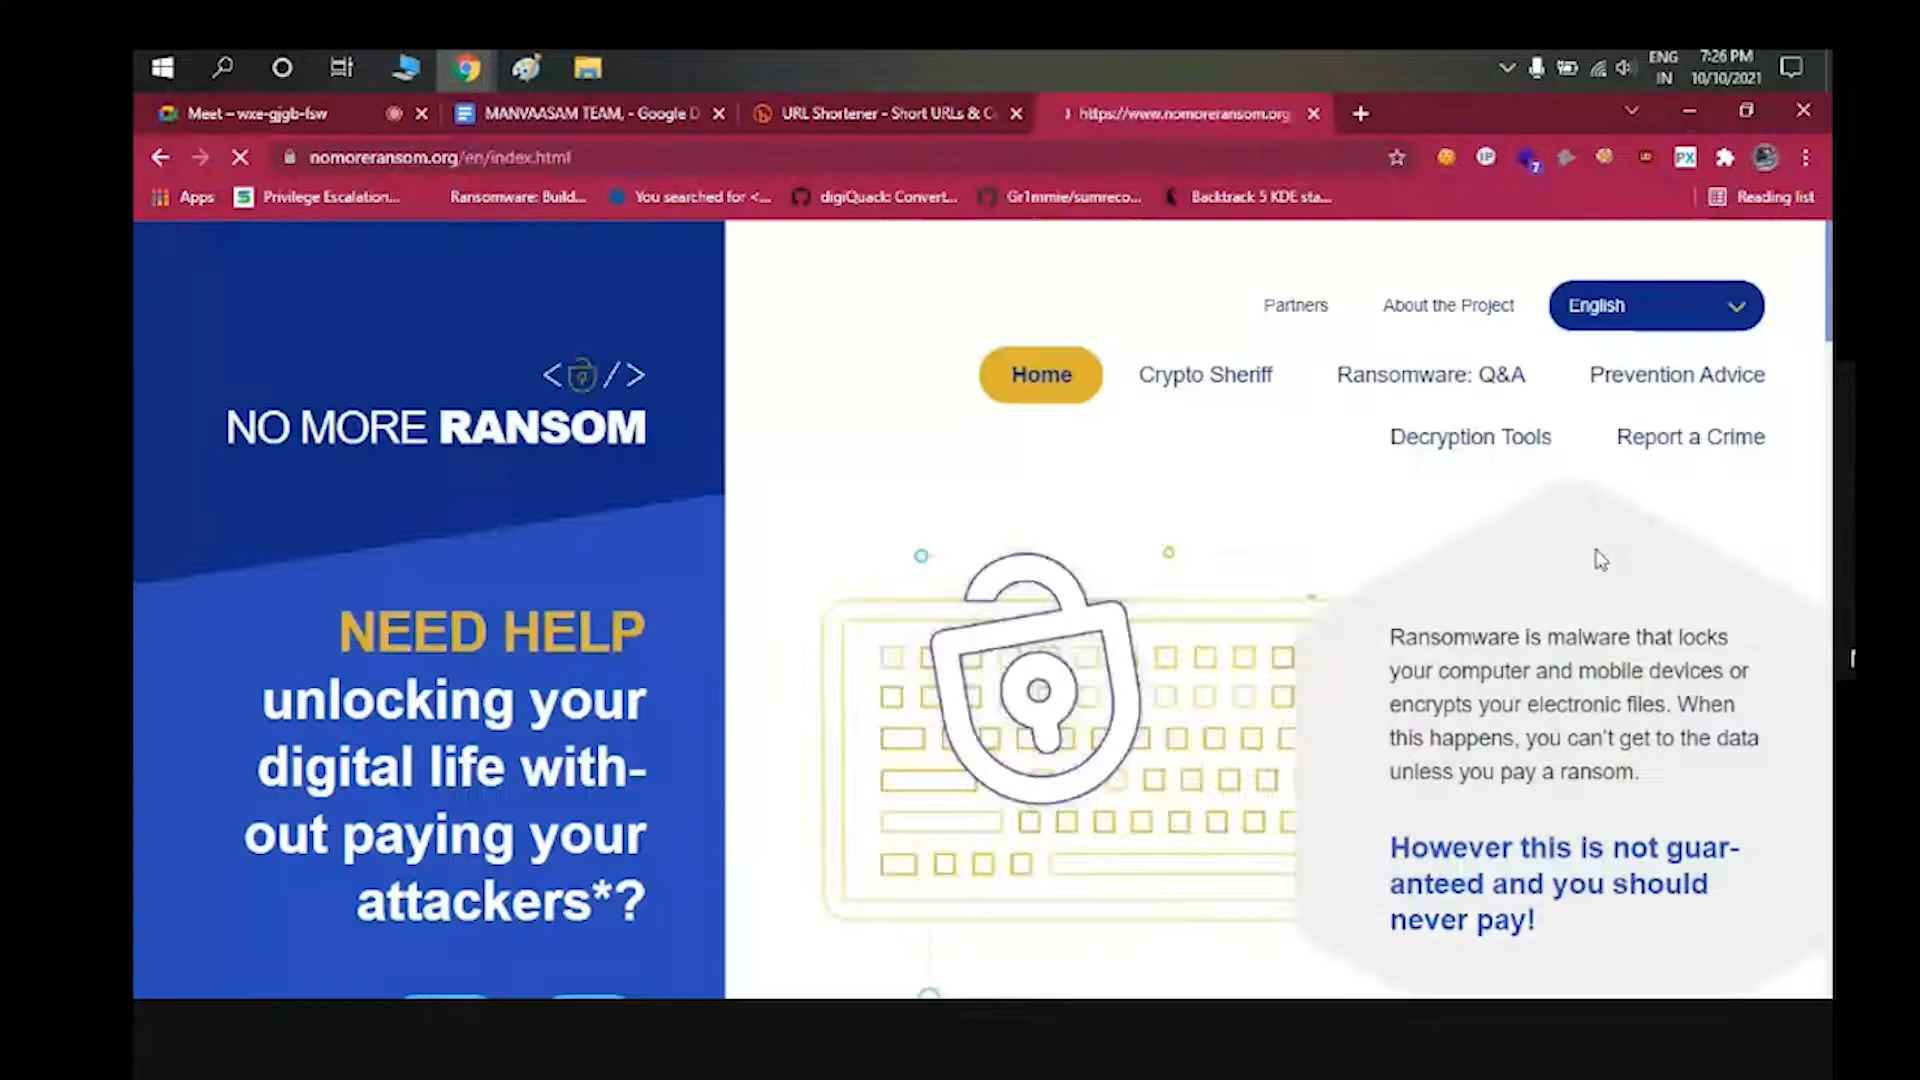 ENG
7:26 PM
IN
10/10/2021
Meet – wxe-gjgb-fsw
MANVAASAM TEAM, - Google D
URL Shortener - Short URLs & C
https://www.nomoreransom.org
nomoreransom.org/en/index.html
Apps
Privilege Escalation...
Ransomware: Build...
You searched for <...
digiQuack: Convert...
Gr1mmie/sumreco...
Backtrack 5 KDE sta...
Reading list
Partners
About the Project
English
Home
Crypto Sheriff
Ransomware: Q&A
Prevention Advice
Decryption Tools
Report a Crime
NO MORE RANSOM
NEED HELP
unlocking your
digital life with-
out paying your
attackers*?
Ransomware is malware that locks
your computer and mobile devices or
encrypts your electronic files. When
this happens, you can't get to the data
unless you pay a ransom.
However this is not guar-
anteed and you should
never pay!